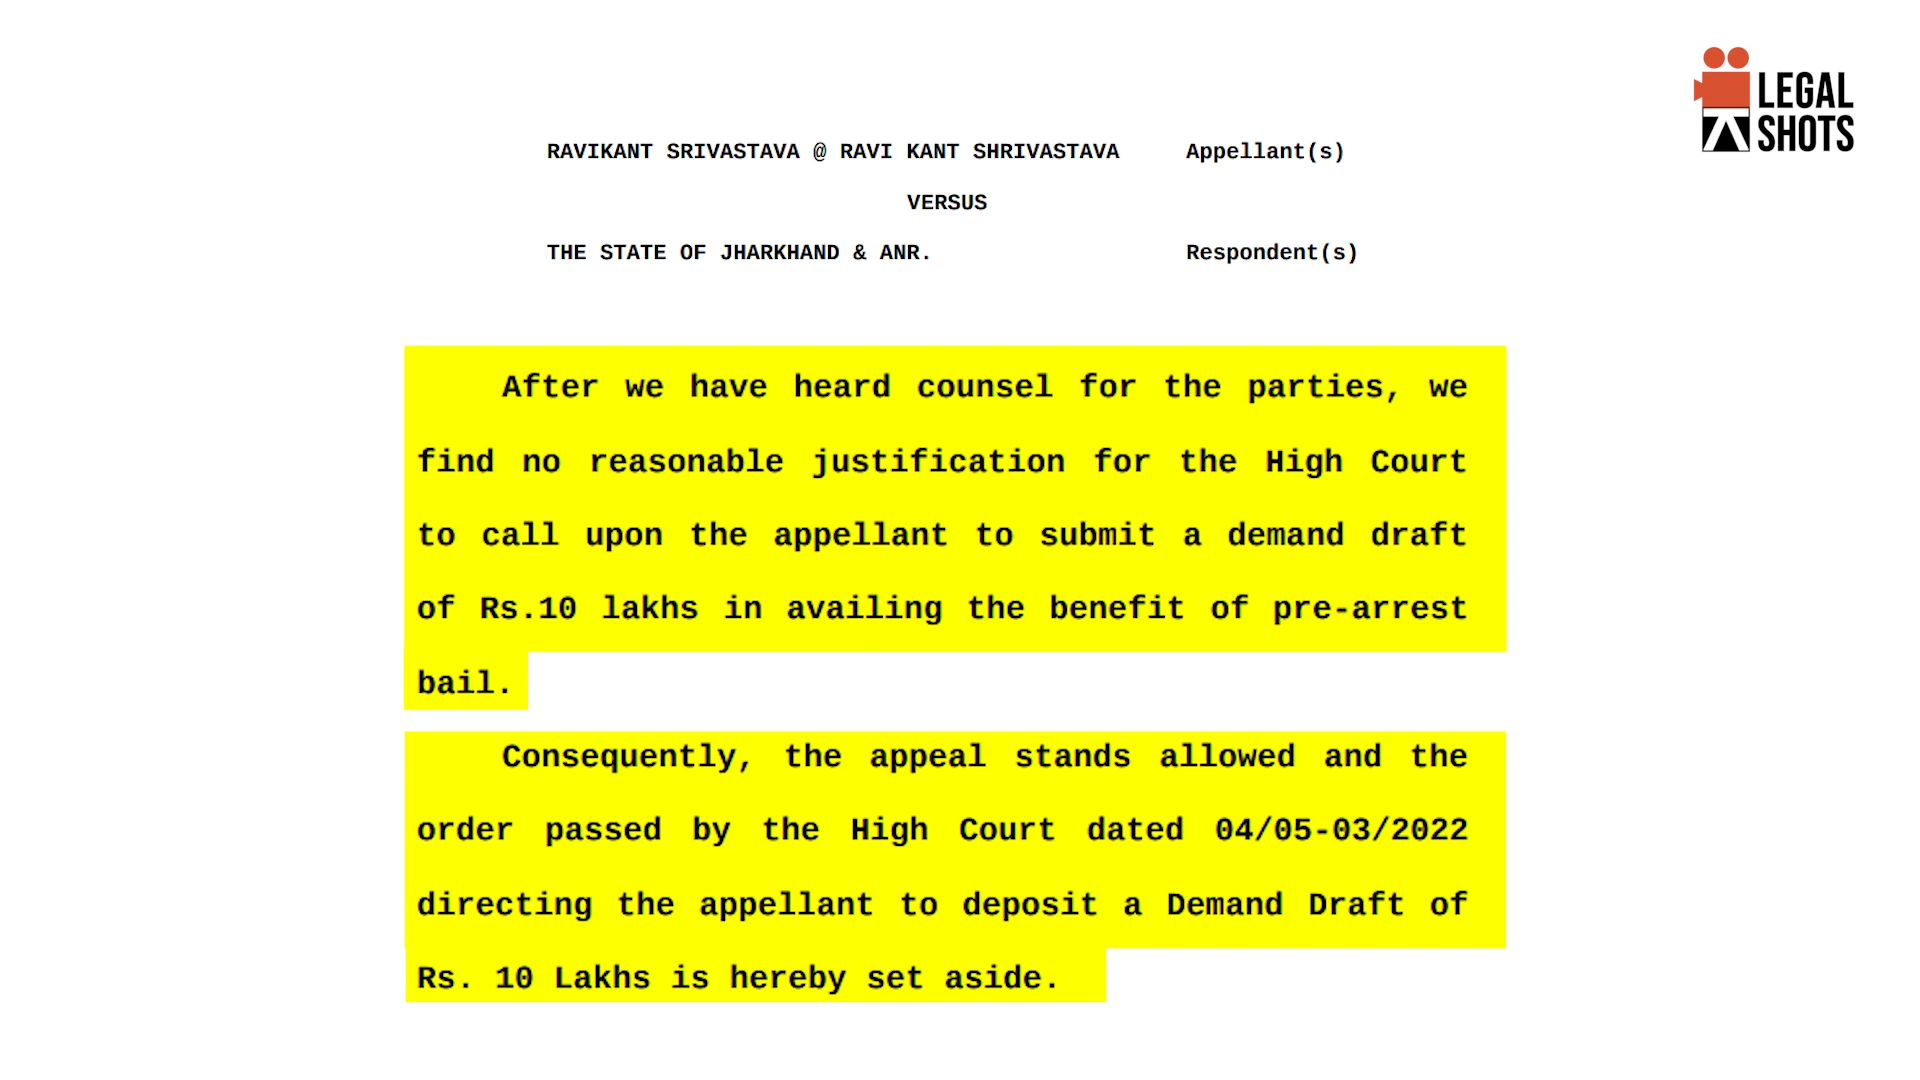 LEGAL
SHOTS
RAVIKANT SRIVASTAVA @ RAVI KANT SHRIVASTAVA Appellant(s)
VERSUS
THE STATE OF JHARKHAND & ANR. Respondent(s)
After we have heard counsel for the parties, we
find no reasonable justification for the High Court
to call upon the appellant to submit a demand draft
of Rs.10 lakhs in availing the benefit of pre-arrest
bail.
Consequently, the appeal stands allowed and the
order passed by the High Court dated 04/05-03/2022
directing the appellant to deposit a Demand Draft of
Rs. 10 Lakhs is hereby set aside.